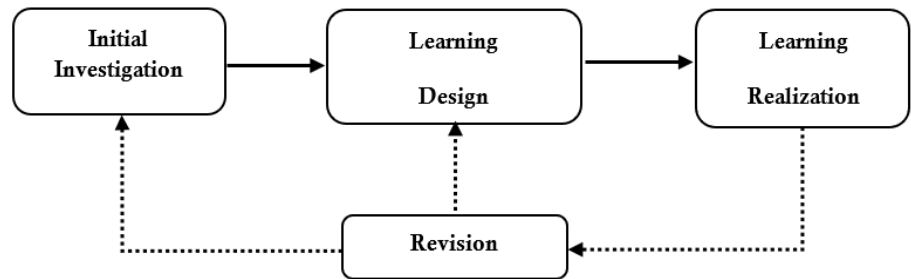 Initial
Investigation
Learning
Design
Learning
Realization
Revision